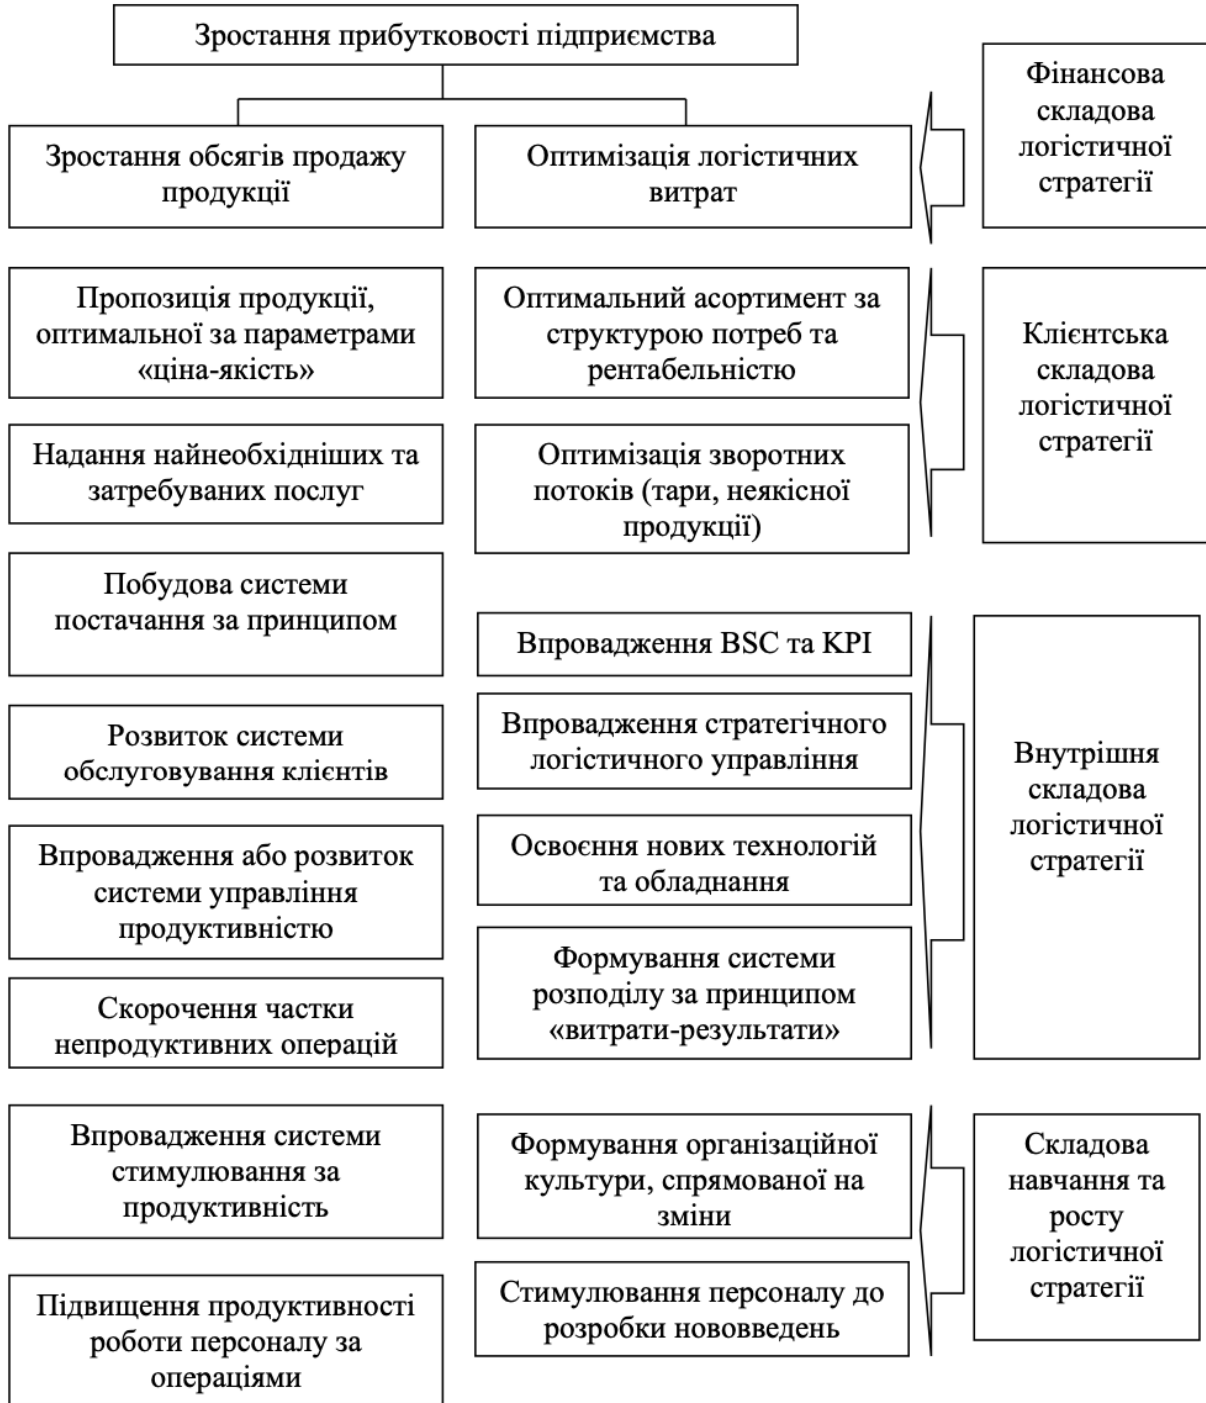 Зростання прибутковості підприємства
Фінансова
складова
логістичної
стратегії
Зростання обсягів продажу
продукції
Оптимізація логістичних
витрат
Пропозиція продукції,
оптимальної за параметрами
«ціна-якість»
Оптимальний асортимент за
структурою потреб та
рентабельністю
Клієнтська
складова
логістичної
стратегії
Надання найнеобхідніших та
затребуваних послуг
Оптимізація зворотних
потоків (тари, неякісної
продукції)
Побудова системи
постачання за принципом
Впровадження BSC та KPI
Розвиток системи
обслуговування клієнтів
Впровадження стратегічного
логістичного управління
Внутрішня
складова
логістичної
стратегії
Впровадження або розвиток
системи управління
продуктивністю
Освоєння нових технологій
та обладнання
Скорочення частки
непродуктивних операцій
Формування системи
розподілу за принципом
«витрати-результати»
Впровадження системи
стимулювання за
продуктивність
Формування організаційної
культури, спрямованої на
зміни
Складова
навчання та
росту
логістичної
стратегії
Підвищення продуктивності
роботи персоналу за
операціями
Стимулювання персоналу до
розробки нововведень